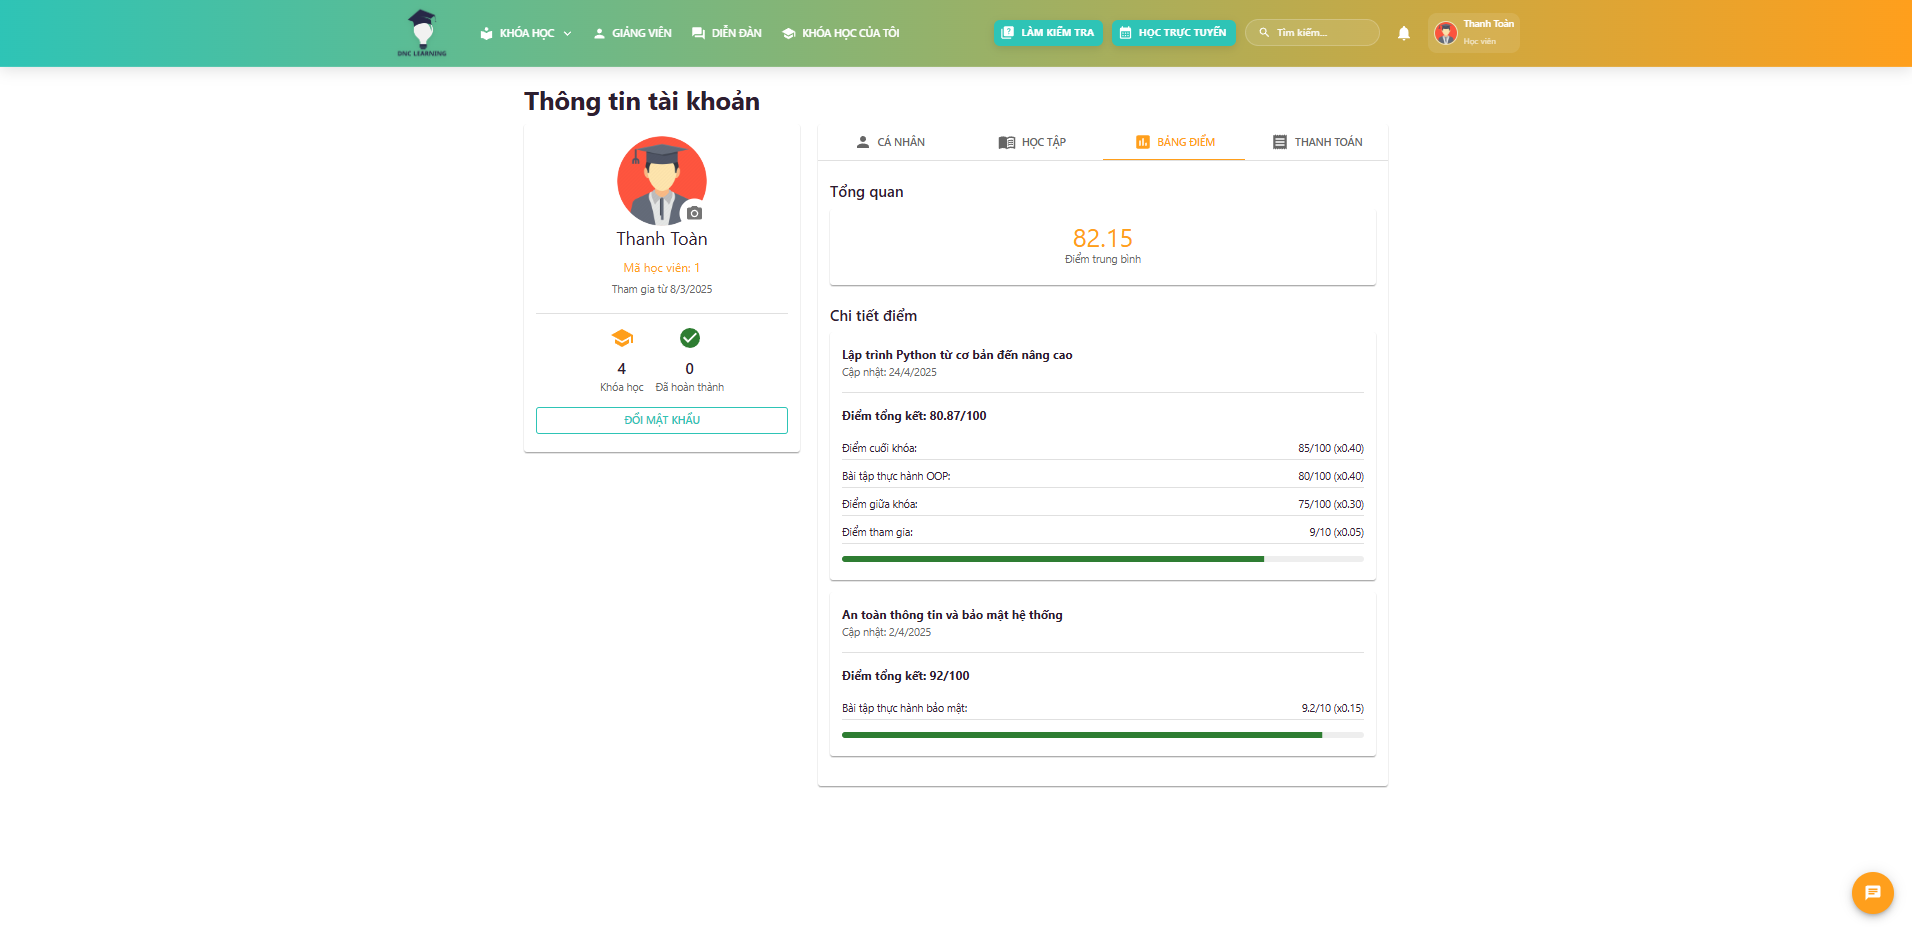 DNC LEARNING
KHÓA HỌC
GIẢNG VIÊN
DIỄN ĐÀN
KHÓA HỌC CỦA TÔI
LÀM KIỂM TRA
HỌC TRỰC TUYẾN
Tìm kiếm...
Thanh Toàn
Học viên
Thông tin tài khoản
Thanh Toàn
Mã học viên: 1
Tham gia từ 8/3/2025
4
Khóa học
0
Đã hoàn thành
ĐỔI MẬT KHẨU
CÁ NHÂN
HỌC TẬP
BẢNG ĐIỂM
THANH TOÁN
Tổng quan
82.15
Điểm trung bình
Chi tiết điểm
Lập trình Python từ cơ bản đến nâng cao
Cập nhật: 24/4/2025
Điểm tổng kết: 80.87/100
Điểm cuối khóa: 85/100 (x0.40)
Bài tập thực hành OOP: 80/100 (x0.40)
Điểm giữa khóa: 75/100 (x0.30)
Điểm tham gia: 9/10 (x0.05)
An toàn thông tin và bảo mật hệ thống
Cập nhật: 2/4/2025
Điểm tổng kết: 92/100
Bài tập thực hành bảo mật: 9.2/10 (x0.15)